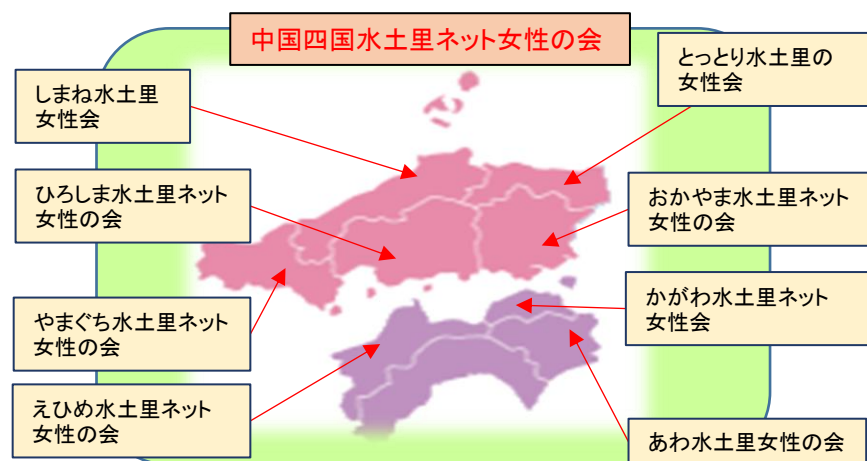 中国四国水土里ネット女性の会
しまね水土里
女性会
とっとり水土里の
女性会
ひろしま水土里ネット
女性の会
おかやま水土里ネット
女性の会
やまぐち水土里ネット
女性の会
かがわ水土里ネット
女性会
えひめ水土里ネット
女性の会
あわ水土里女性の会